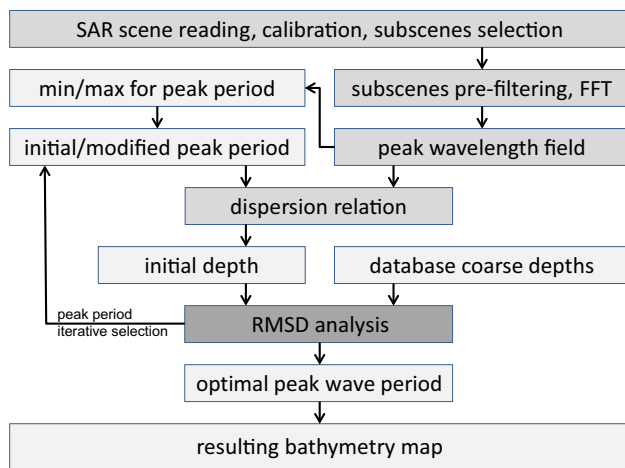 SAR scene reading, calibration, subscenes selection
min/max for peak period
subscenes pre-filtering, FFT
initial/modified peak period
peak wavelength field
dispersion relation
initial depth
database coarse depths
peak period
iterative selection
RMSD analysis
optimal peak wave period
resulting bathymetry map